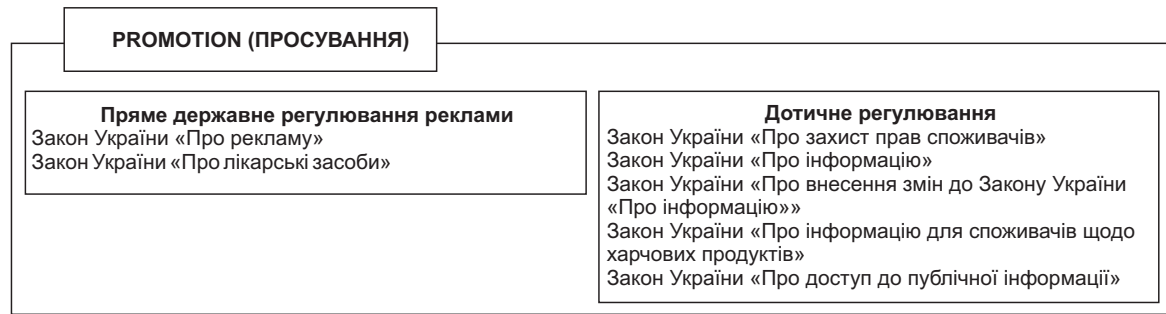 PROMOTION (ПРОСУВАННЯ)
Пряме державне регулювання реклами
Закон України «Про рекламу»
Закон України «Про лікарські засоби»
Дотичне регулювання
Закон України «Про захист прав споживачів»
Закон України «Про інформацію»
Закон України «Про внесення змін до Закону України
«Про інформацію»»
Закон України «Про інформацію для споживачів щодо
харчових продуктів»
Закон України «Про доступ до публічної інформації»